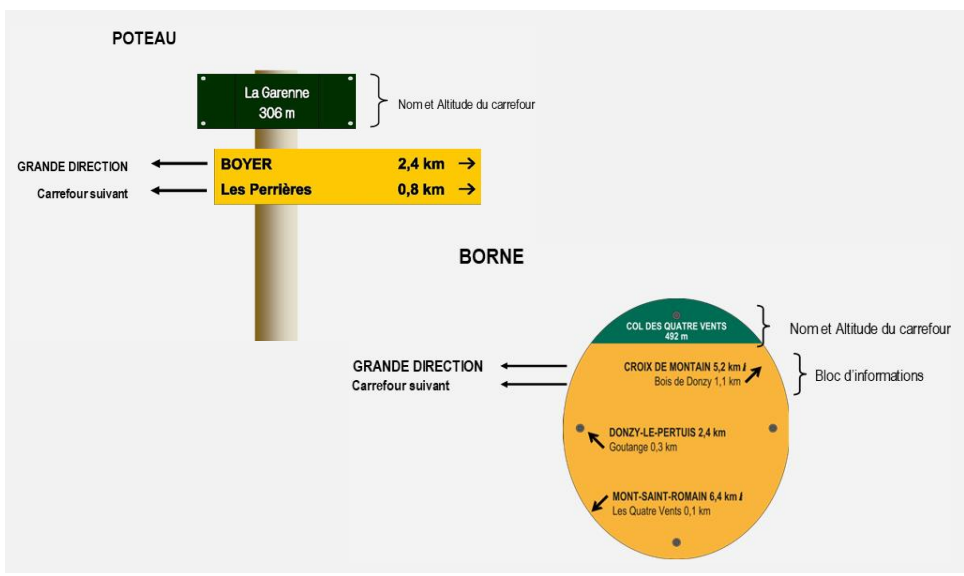 POTEAU
La Garenne
306 m
Nom et Altitude du carrefour
GRANDE DIRECTION
BOYER 2,4 km →
Carrefour suivant
Les Perrières 0,8 km →
BORNE
COL DES QUATRE VENTS
492 m
Nom et Altitude du carrefour
GRANDE DIRECTION
Carrefour suivant
CROIX DE MONTAIN 5,2 km i
Bois de Donzy 1,1 km
Bloc d'informations
DONZY-LE-PERTUIS 2,4 km
Goutange 0,3 km
MONT-SAINT-ROMAIN 6,4 km i
Les Quatre Vents 0,1 km